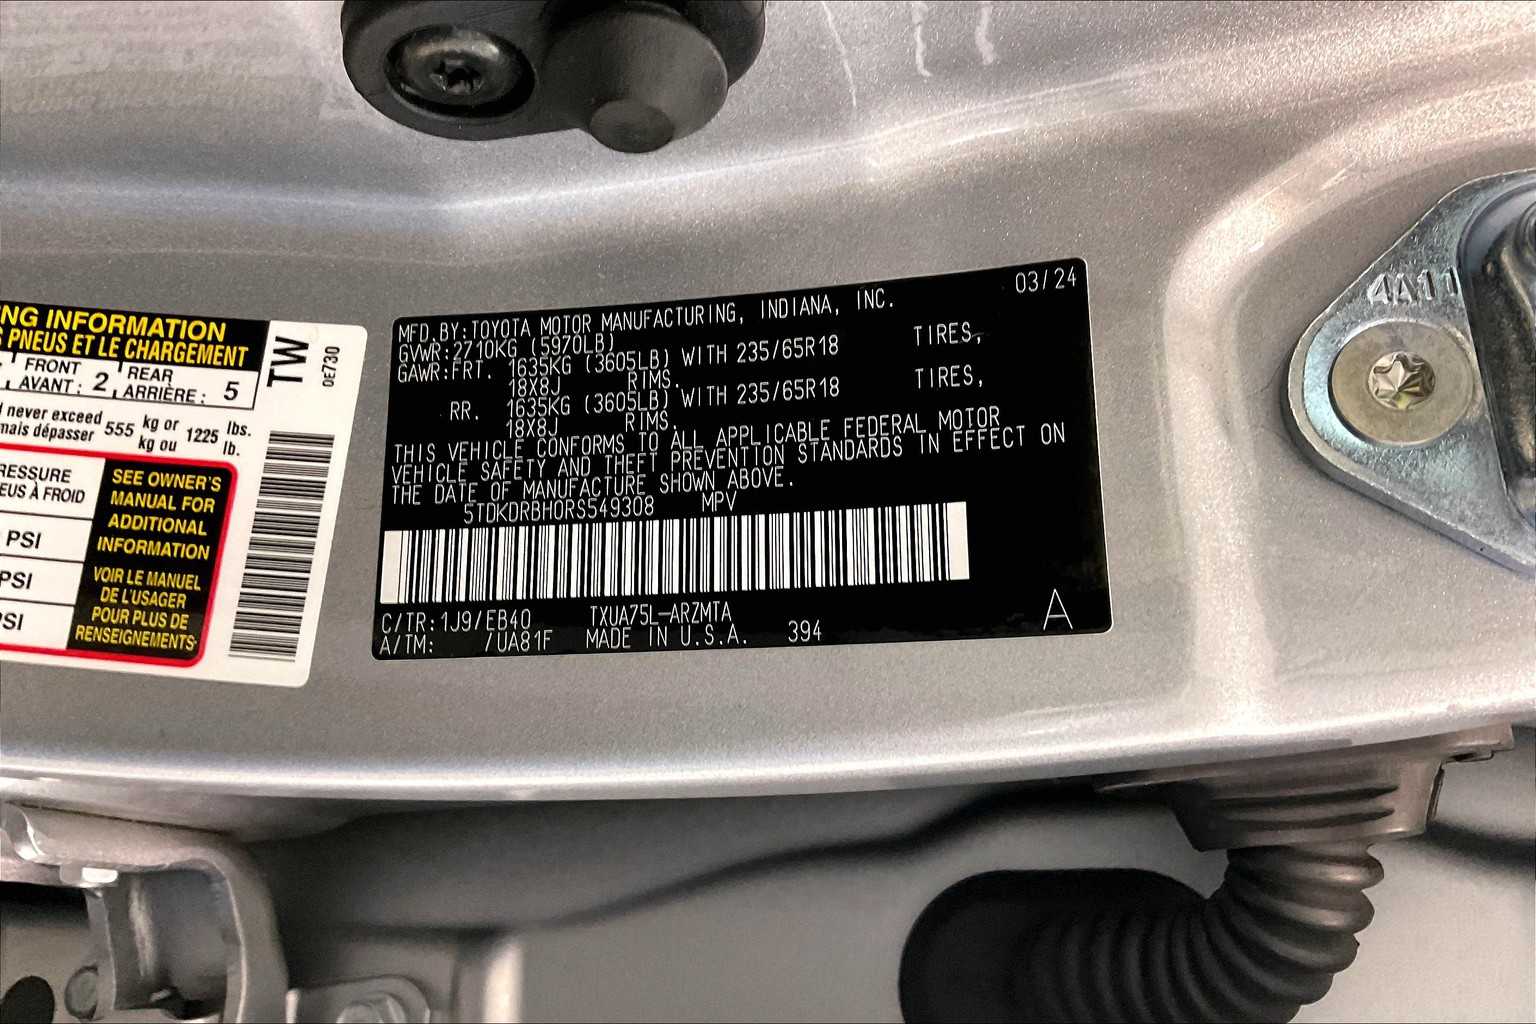 NG INFORMATION
PNEUS ET LE CHARGEMENT
FRONT
AVANT : 2
REAR
ARRIÈRE : 5
never exceed 555 kg or 1225 lbs.
mais dépasser kg ou lb.
RESSURE
EUS À FROID
PSI
PSI
PSI
SEE OWNER'S
MANUAL FOR
ADDITIONAL
INFORMATION
VOIR LE MANUEL
DE L'USAGER
POUR PLUS DE
RENSEIGNEMENTS
TW
0E730
03/24
MFD. BY: TOYOTA MOTOR MANUFACTURING, INDIANA, INC.
GVWR: 2710KG (5970LB)
GAWR: FRT. 1635KG (3605LB) WITH 235/65R18 TIRES,
18X8J RIMS.
RR. 1635KG (3605LB) WITH 235/65R18 TIRES,
18X8J RIMS.
THIS VEHICLE CONFORMS TO ALL APPLICABLE FEDERAL MOTOR
VEHICLE SAFETY AND THEFT PREVENTION STANDARDS IN EFFECT ON
THE DATE OF MANUFACTURE SHOWN ABOVE.
5TDKDRBH0RS549308 MPV
C/TR: 1J9/EB40 TXUA75L-ARZMTA
A/TM: /UA81F MADE IN U.S.A. 394
A
4A11